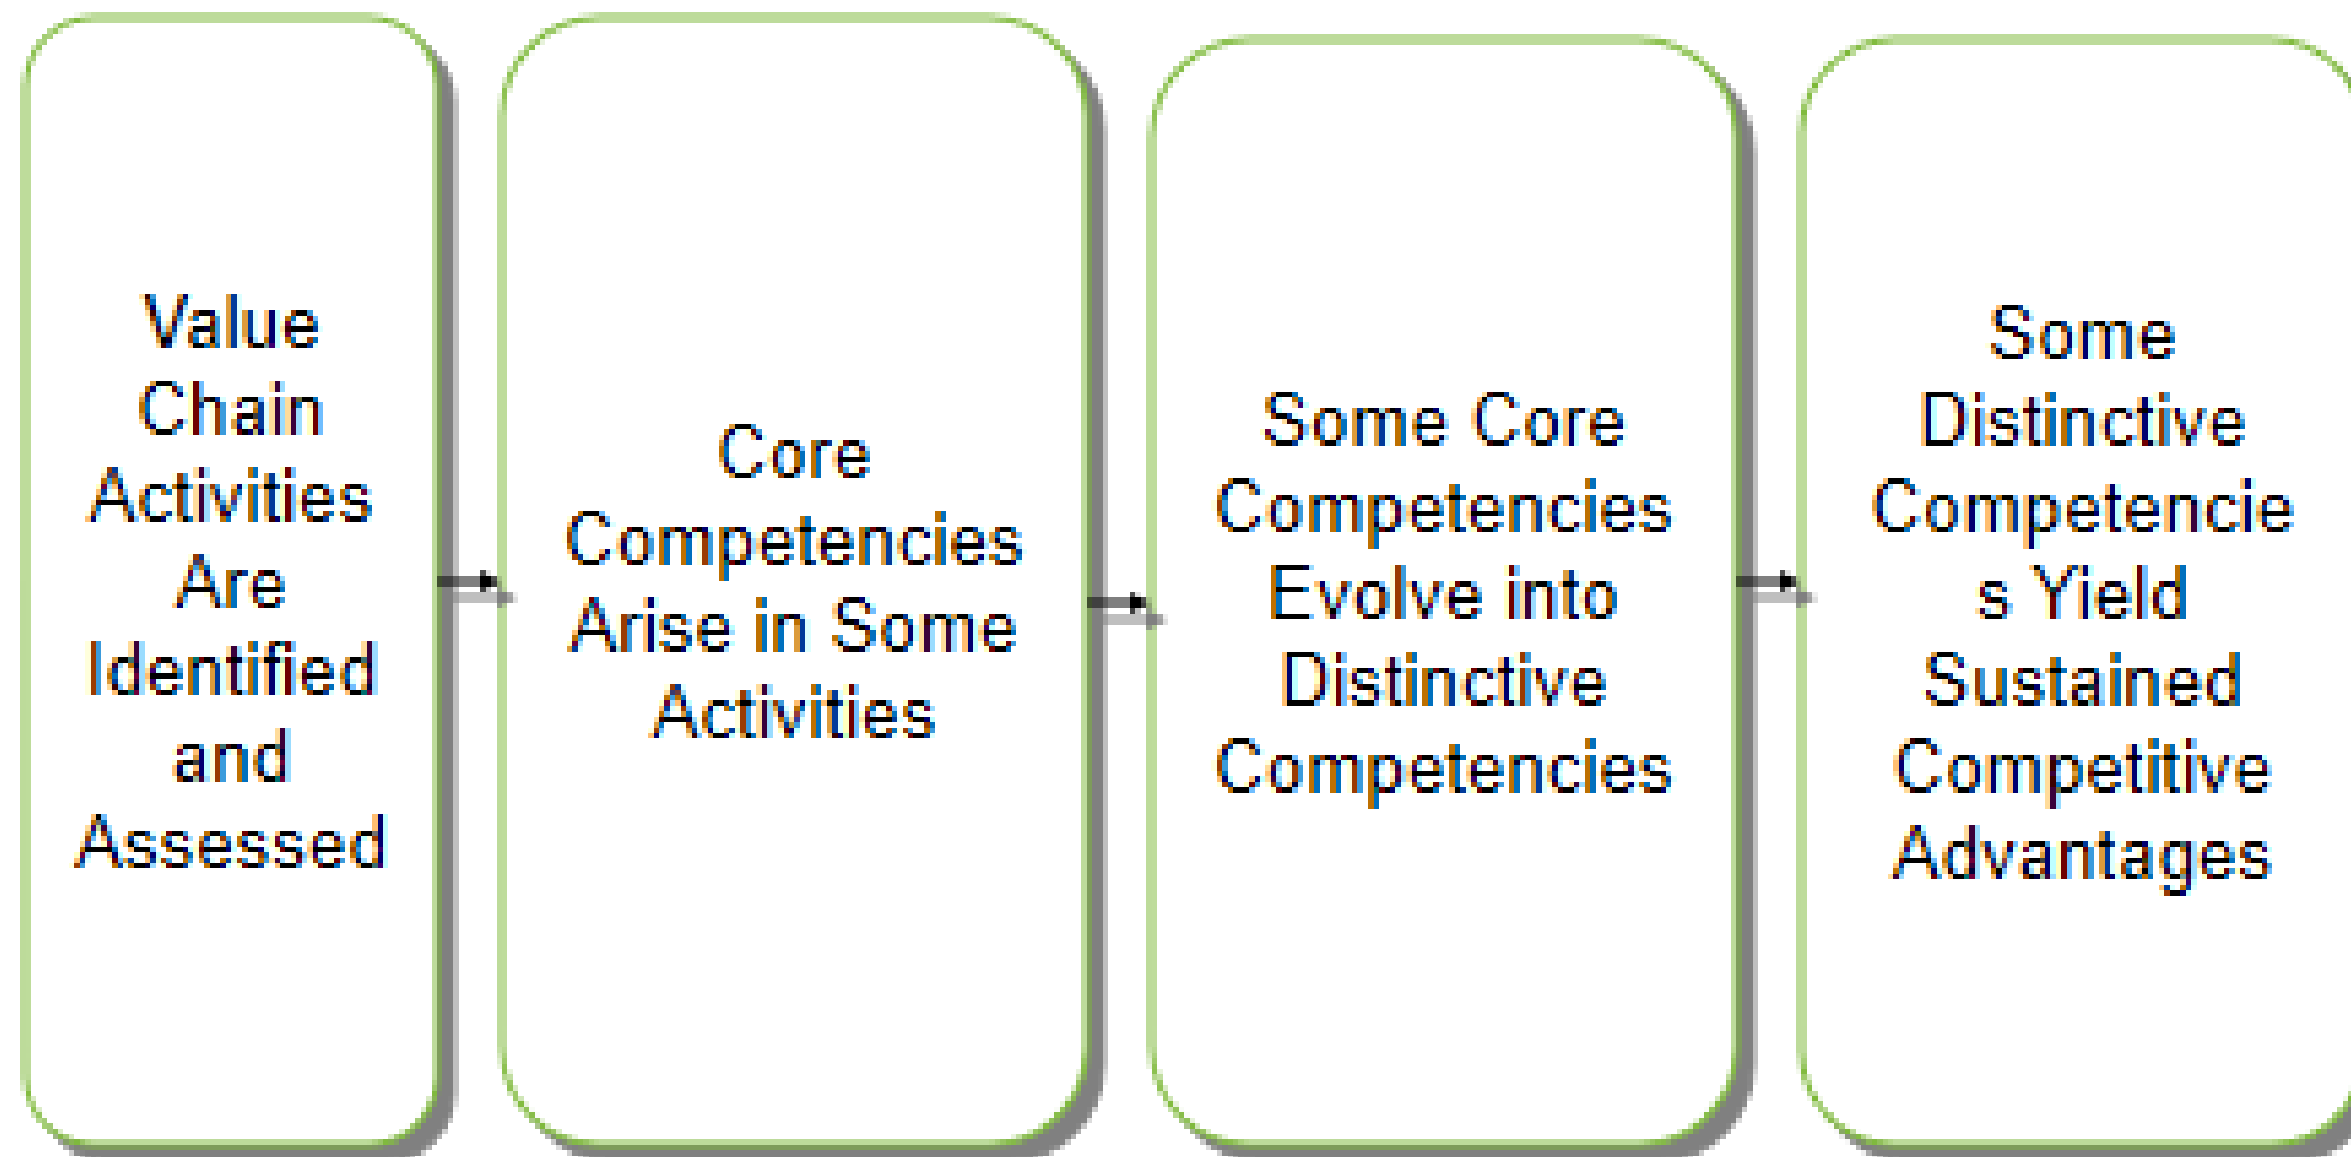 Value
Chain
Activities
Are
Identified
and
Assessed
Core
Competencies
Arise in Some
Activities
Some Core
Competencies
Evolve into
Distinctive
Competencies
Some
Distinctive
Competencie
s Yield
Sustained
Competitive
Advantages